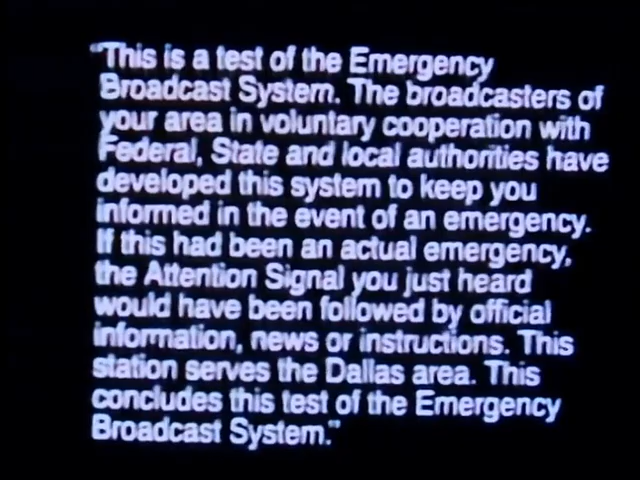 "This is a test of the Emergency
Broadcast System. The broadcasters of
your area in voluntary cooperation with
Federal, State and local authorities have
developed this system to keep you
informed in the event of an emergency.
If this had been an actual emergency,
the Attention Signal you just heard
would have been followed by official
information, news or instructions. This
station serves the Dallas area. This
concludes this test of the Emergency
Broadcast System."